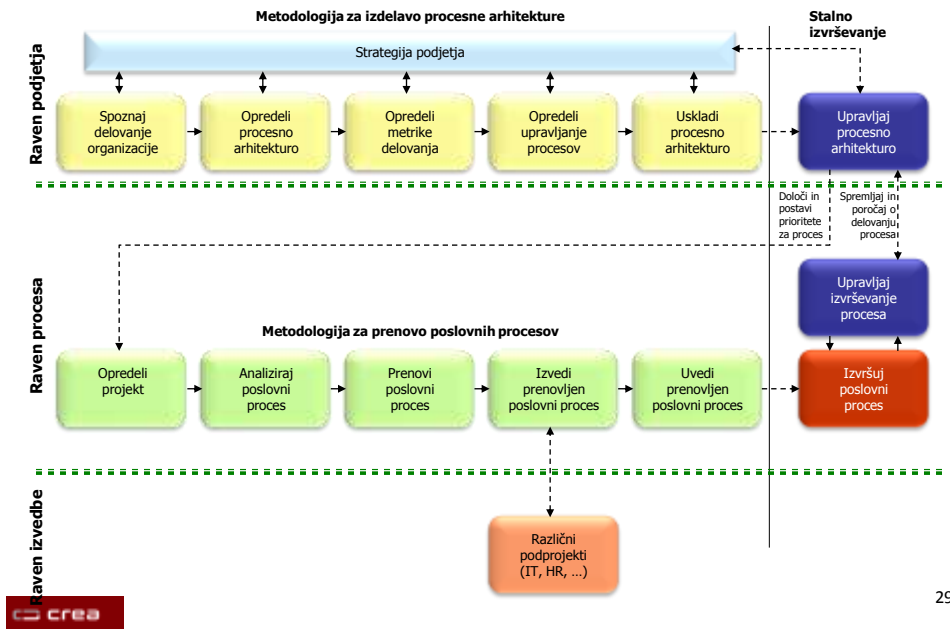 Metodologija za izdelavo procesne arhitekture
Stalno
izvrševanje
Raven podjetja
Strategija podjetja
Spoznaj
delovanje
organizacije
Opredeli
procesno
arhitekturo
Opredeli
metrike
delovanja
Opredeli
upravljanje
procesov
Uskladi
procesno
arhitekturo
Upravljaj
procesno
arhitekturo
Določi in
postavi
prioritete
za proces
Spremljaj in
poročaj o
delovanju
procesa
Raven procesa
Upravljaj
izvrševanje
procesa
Metodologija za prenovo poslovnih procesov
Opredeli
projekt
Analiziraj
poslovni
proces
Prenovi
poslovni
proces
Izvedi
prenovljen
poslovni proces
Uvedi
prenovljen
poslovni proces
Izvršuj
poslovni
proces
Raven izvedbe
Različni
podprojekti
(IT, HR, ...)
crea
29